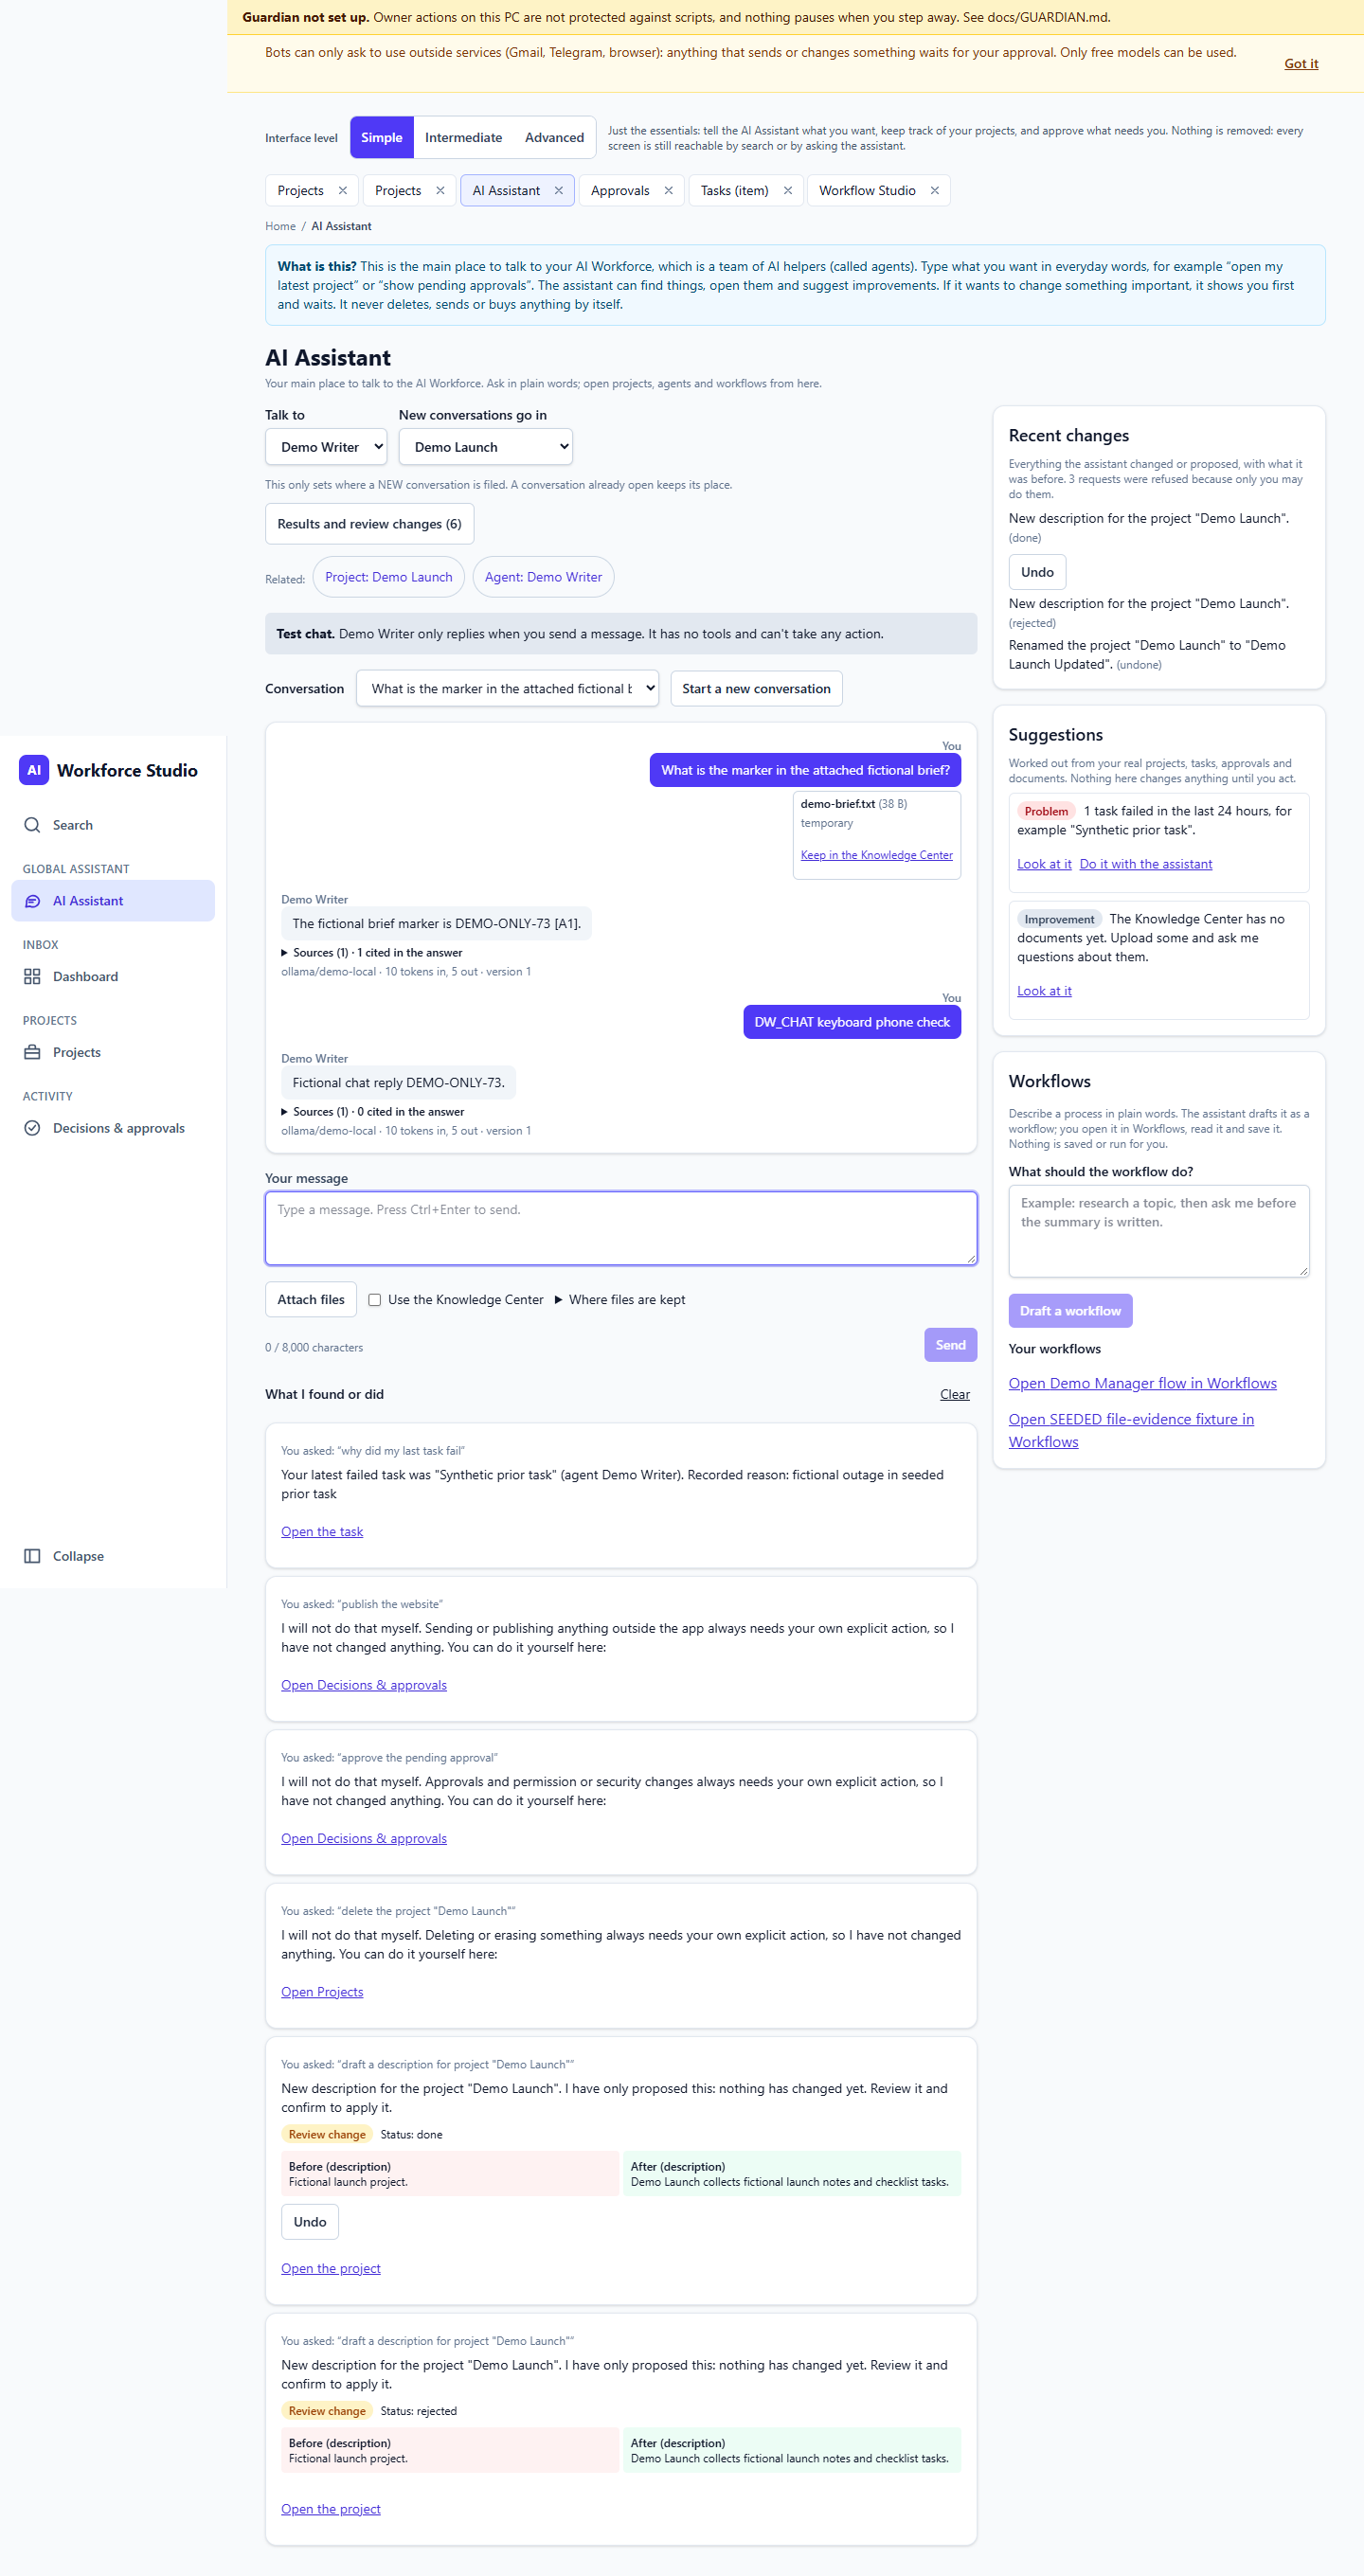 Guardian not set up. Owner actions on this PC are not protected against scripts, and nothing pauses when you step away. See docs/GUARDIAN.md.
Bots can only ask to use outside services (Gmail, Telegram, browser): anything that sends or changes something waits for your approval. Only free models can be used.
Got it
Interface level
Simple
Intermediate
Advanced
Just the essentials: tell the AI Assistant what you want, keep track of your projects, and approve what needs you. Nothing is removed: every
screen is still reachable by search or by asking the assistant.
Projects ×
Projects ×
AI Assistant ×
Approvals ×
Tasks (item) ×
Workflow Studio ×
Home / AI Assistant
What is this? This is the main place to talk to your AI Workforce, which is a team of AI helpers (called agents). Type what you want in everyday words, for example “open my
latest project” or “show pending approvals”. The assistant can find things, open them and suggest improvements. If it wants to change something important, it shows you first
and waits. It never deletes, sends or buys anything by itself.
AI Assistant
Your main place to talk to the AI Workforce. Ask in plain words; open projects, agents and workflows from here.
Talk to
Demo Writer
New conversations go in
Demo Launch
This only sets where a NEW conversation is filed. A conversation already open keeps its place.
Results and review changes (6)
Related:
Project: Demo Launch
Agent: Demo Writer
Test chat. Demo Writer only replies when you send a message. It has no tools and can't take any action.
Conversation
What is the marker in the attached fictional b
Start a new conversation
You
What is the marker in the attached fictional brief?
demo-brief.txt (38 B)
temporary
Keep in the Knowledge Center
Demo Writer
The fictional brief marker is DEMO-ONLY-73 [A1].
Sources (1) · 1 cited in the answer
ollama/demo-local · 10 tokens in, 5 out · version 1
You
DW_CHAT keyboard phone check
Demo Writer
Fictional chat reply DEMO-ONLY-73.
Sources (1) · 0 cited in the answer
ollama/demo-local · 10 tokens in, 5 out · version 1
Your message
Type a message. Press Ctrl+Enter to send.
Attach files
Use the Knowledge Center
Where files are kept
0 / 8,000 characters
Send
What I found or did
Clear
You asked: “why did my last task fail”
Your latest failed task was "Synthetic prior task" (agent Demo Writer). Recorded reason: fictional outage in seeded
prior task
Open the task
You asked: “publish the website”
I will not do that myself. Sending or publishing anything outside the app always needs your own explicit action, so I
have not changed anything. You can do it yourself here:
Open Decisions & approvals
You asked: “approve the pending approval”
I will not do that myself. Approvals and permission or security changes always needs your own explicit action, so I
have not changed anything. You can do it yourself here:
Open Decisions & approvals
You asked: “delete the project "Demo Launch"”
I will not do that myself. Deleting or erasing something always needs your own explicit action, so I have not changed
anything. You can do it yourself here:
Open Projects
You asked: “draft a description for project "Demo Launch"”
New description for the project "Demo Launch". I have only proposed this: nothing has changed yet. Review it and
confirm to apply it.
Review change Status: done
Before (description)
Fictional launch project.
After (description)
Demo Launch collects fictional launch notes and checklist tasks.
Undo
Open the project
You asked: “draft a description for project "Demo Launch"”
New description for the project "Demo Launch". I have only proposed this: nothing has changed yet. Review it and
confirm to apply it.
Review change Status: rejected
Before (description)
Fictional launch project.
After (description)
Demo Launch collects fictional launch notes and checklist tasks.
Open the project
Recent changes
Everything the assistant changed or proposed, with what it
was before. 3 requests were refused because only you may
do them.
New description for the project "Demo Launch".
(done)
Undo
New description for the project "Demo Launch".
(rejected)
Renamed the project "Demo Launch" to "Demo
Launch Updated". (undone)
Suggestions
Worked out from your real projects, tasks, approvals and
documents. Nothing here changes anything until you act.
Problem 1 task failed in the last 24 hours, for
example "Synthetic prior task".
Look at it Do it with the assistant
Improvement The Knowledge Center has no
documents yet. Upload some and ask me
questions about them.
Look at it
Workflows
Describe a process in plain words. The assistant drafts it as a
workflow; you open it in Workflows, read it and save it.
Nothing is saved or run for you.
What should the workflow do?
Example: research a topic, then ask me before
the summary is written.
Draft a workflow
Your workflows
Open Demo Manager flow in Workflows
Open SEEDED file-evidence fixture in
Workflows
AI Workforce Studio
Search
GLOBAL ASSISTANT
AI Assistant
INBOX
Dashboard
PROJECTS
Projects
ACTIVITY
Decisions & approvals
Collapse